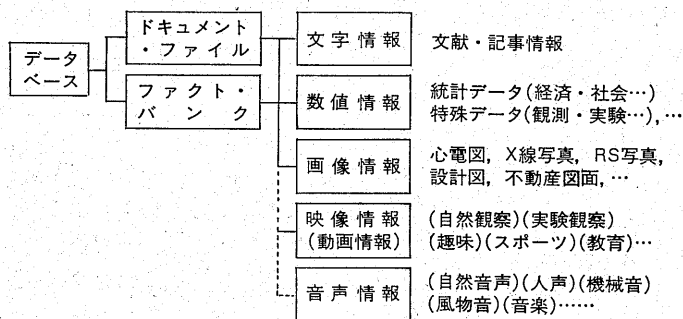 データ
ベース
ドキュメント
・ファイル
ファクト・
バンク
文字情報
文献・記事情報
数値情報
統計データ(経済・社会…)
特殊データ(観測・実験…),…
画像情報
心電図，X線写真，RS写真，
設計図，不動産図面，…
映像情報
(動画情報)
(自然観察)(実験観察)
(趣味)(スポーツ)(教育)…
音声情報
(自然音声)(人声)(機械音)
(風物音)(音楽)……